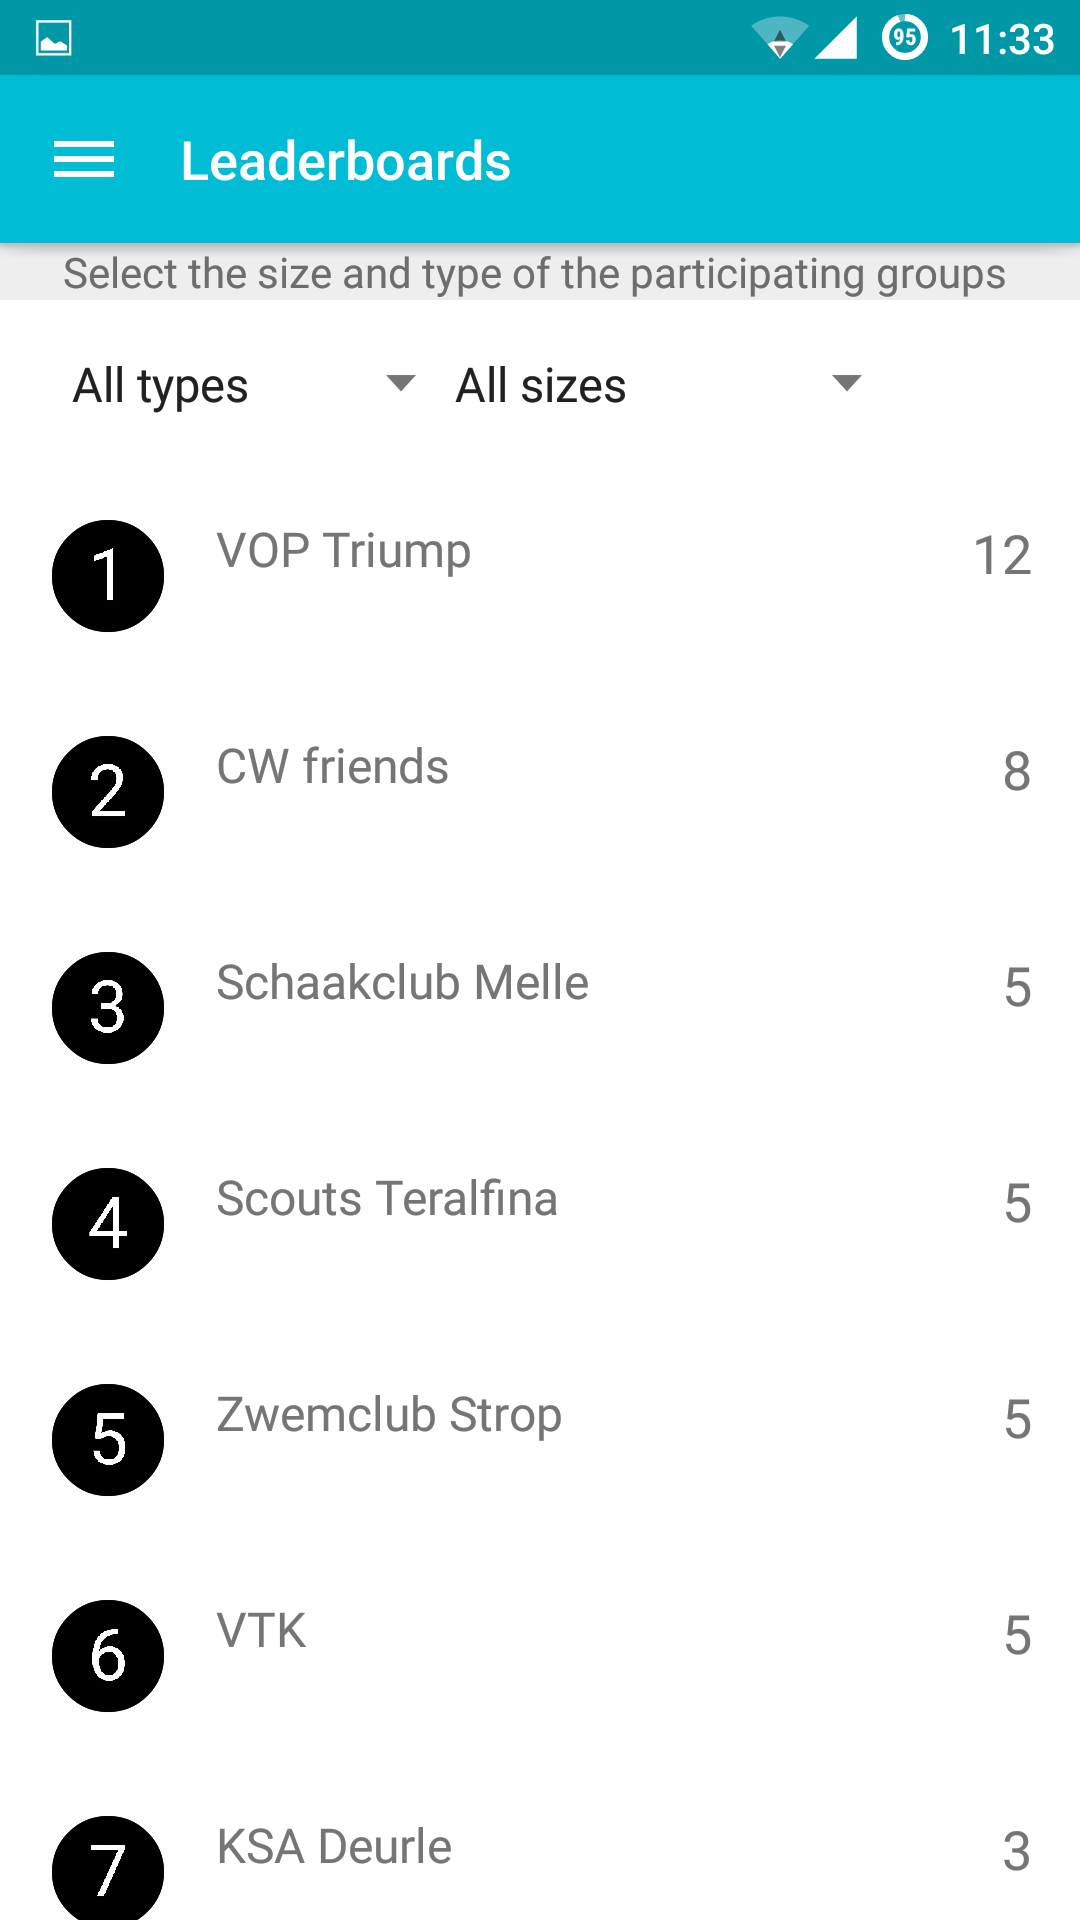 95 11:33
Leaderboards
Select the size and type of the participating groups
All types All sizes
1 VOP Triump 12
2 CW friends 8
3 Schaakclub Melle 5
4 Scouts Teralfina 5
5 Zwemclub Strop 5
6 VTK 5
7 KSA Deurle 3